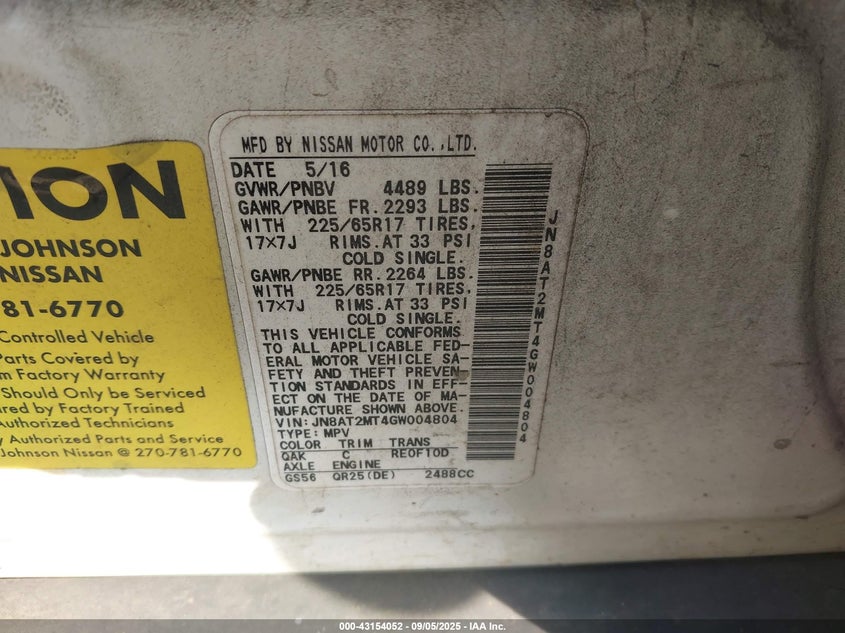 TION
JOHNSON
NISSAN
81-6770
Controlled Vehicle
Parts Covered by
m Factory Warranty
Should Only be Serviced
ared by Factory Trained
Authorized Technicians
y Authorized Parts and Service
Johnson Nissan @ 270-781-6770
MFD BY NISSAN MOTOR CO.,LTD.
DATE 5/16
GVWR/PNBV 4489 LBS.
GAWR/PNBE FR. 2293 LBS.
WITH 225/65R17 TIRES,
17×7J RIMS.AT 33 PSI
COLD SINGLE.
GAWR/PNBE RR. 2264 LBS.
WITH 225/65R17 TIRES,
17×7J RIMS.AT 33 PSI
COLD SINGLE.
THIS VEHICLE CONFORMS
TO ALL APPLICABLE FED-
ERAL MOTOR VEHICLE SA-
FETY AND THEFT PREVEN-
TION STANDARDS IN EFF-
ECT ON THE DATE OF MA-
NUFACTURE SHOWN ABOVE.
VIN: JN8AT2MT4GW004804
TYPE: MPV
COLOR TRIM TRANS
QAK C RE0F10D
AXLE ENGINE
GS56 QR25(DE) 2488CC
JN8AT2MT4GW004804
000-43154052 - 09/05/2025 - IAA Inc.